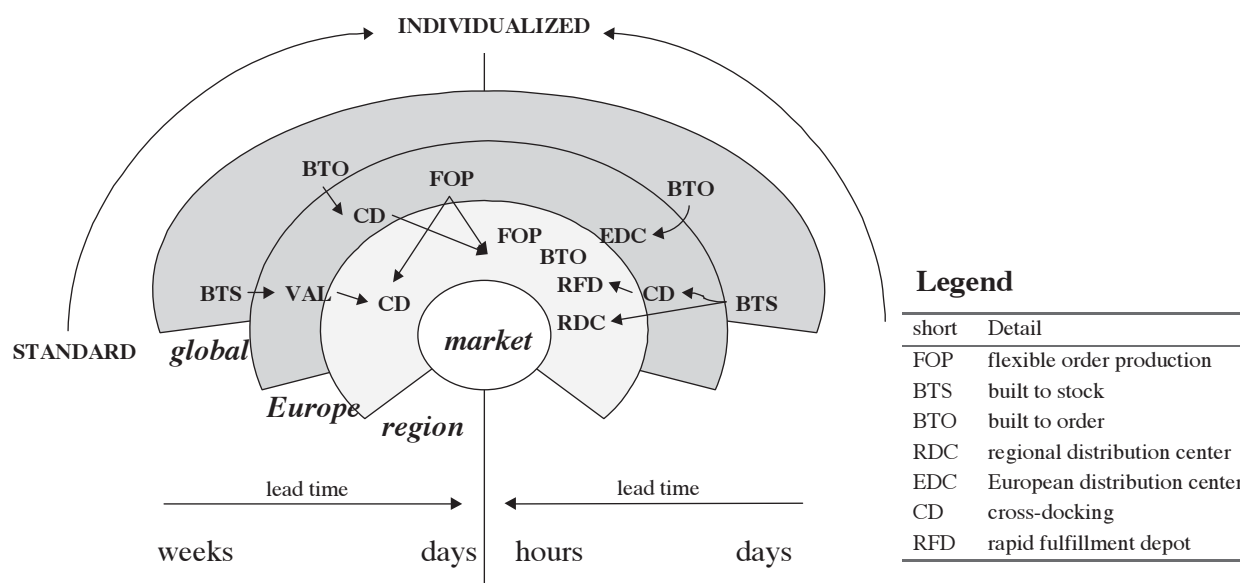 INDIVIDUALIZED
BTO
FOP
BTO
CD
FOP
EDC
BTO
RFD
CD
BTS
VAL
CD
BTS
RDC
market
STANDARD
global
Europe
region
lead time
lead time
weeks
days
hours
days
Legend
short Detail
FOP flexible order production
BTS built to stock
BTO built to order
RDC regional distribution center
EDC European distribution center
CD cross-docking
RFD rapid fulfillment depot